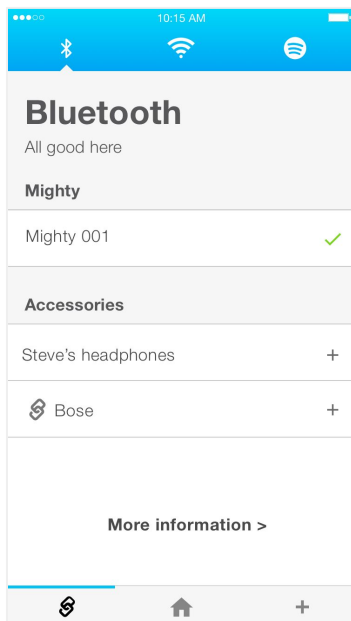 10:15 AM
Bluetooth
All good here
Mighty
Mighty 001
Accessories
Steve’s headphones
+
Bose
+
More information >
+